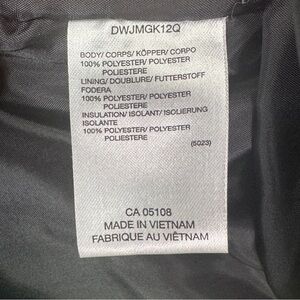 DWJMGK12Q
BODY/ CORPS/ KÖPPER/ CORPO
100% POLYESTER/ POLYESTER
POLIESTERE
LINING/ DOUBLURE/ FUTTERSTOFF
FODERA
100% POLYESTER/ POLYESTER
POLIESTERE
INSULATION/ ISOLANT/ ISOLIERUNG
ISOLANTE
100% POLYESTER/ POLYESTER
POLIESTERE
(5023)
CA 05108
MADE IN VIETNAM
FABRIQUE AU VIÊTNAM